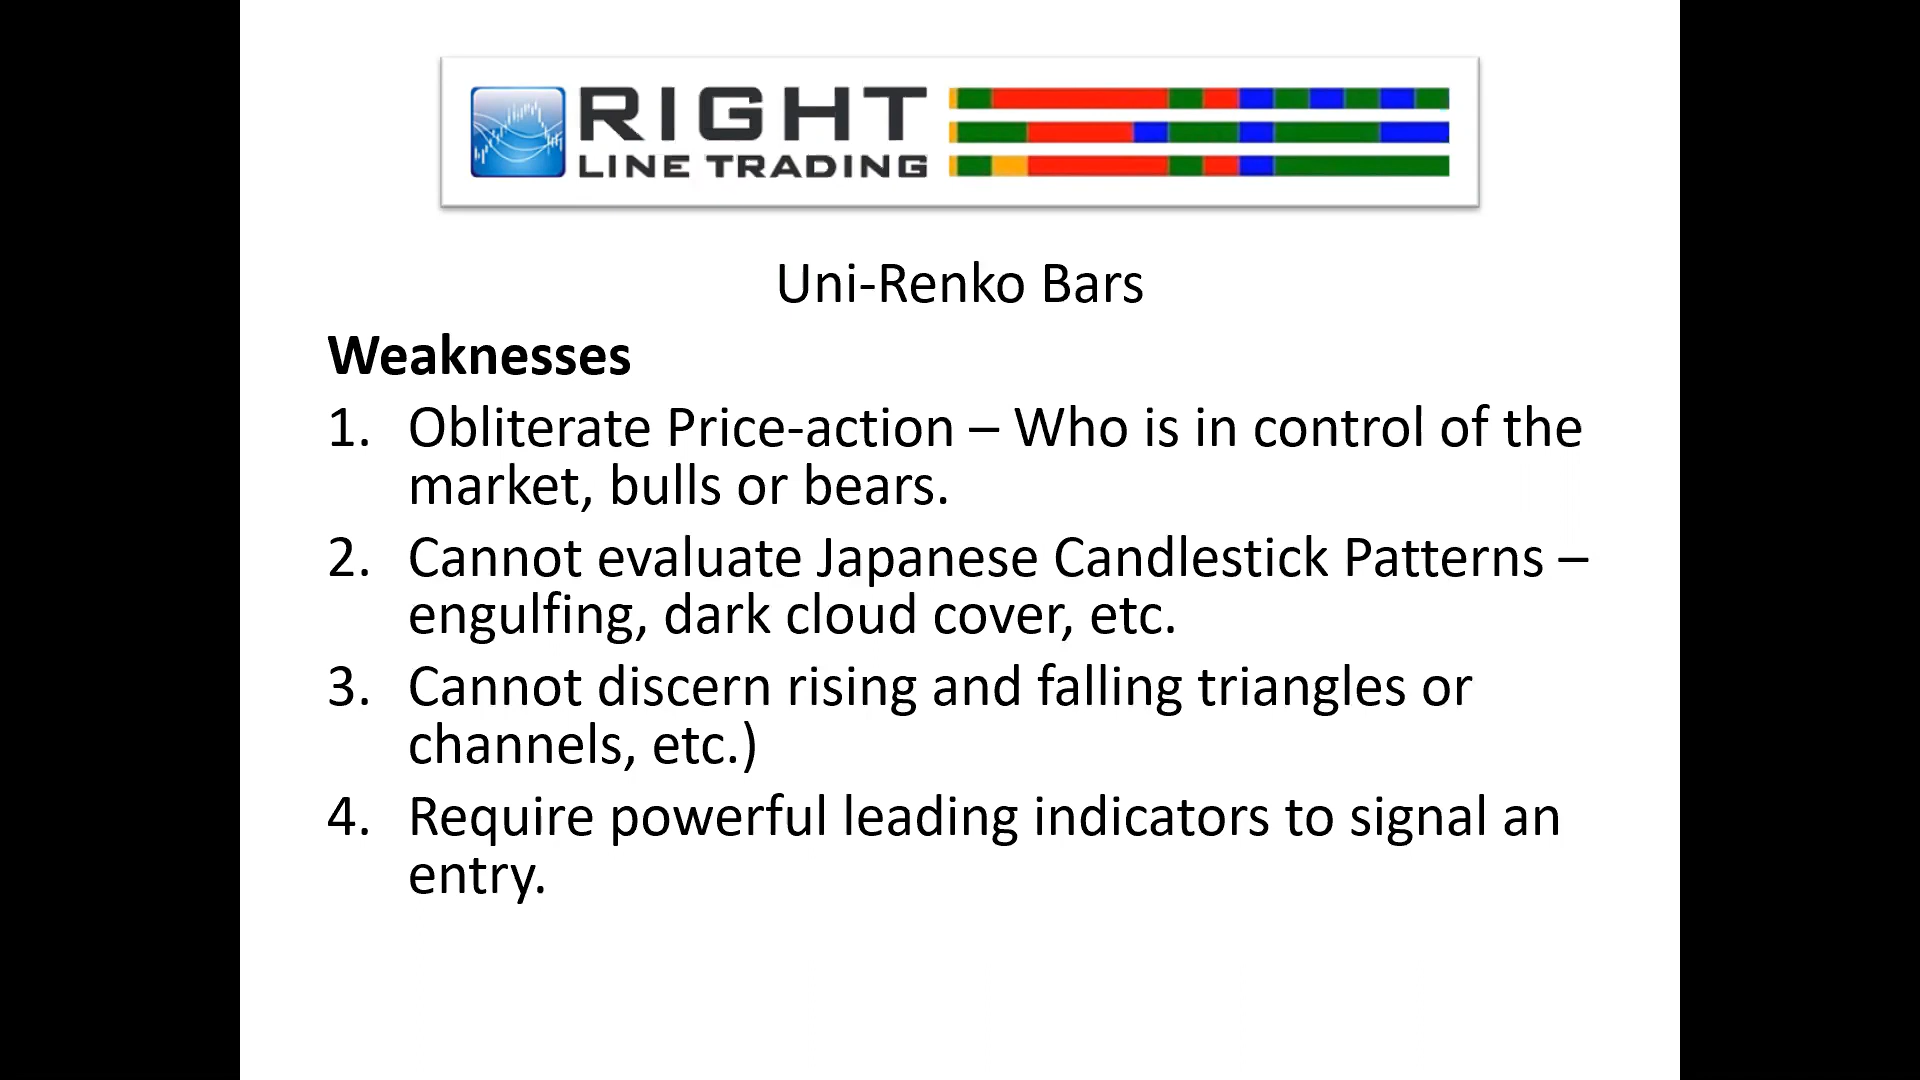 RIGHT
LINE TRADING
Uni-Renko Bars
Weaknesses
1. Obliterate Price-action – Who is in control of the
market, bulls or bears.
2. Cannot evaluate Japanese Candlestick Patterns –
engulfing, dark cloud cover, etc.
3. Cannot discern rising and falling triangles or
channels, etc.)
4. Require powerful leading indicators to signal an
entry.